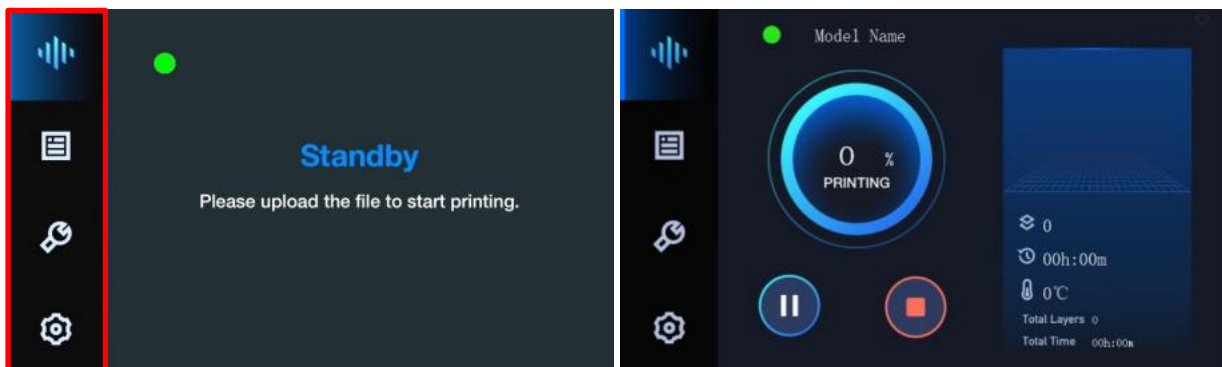 Standby
Please upload the file to start printing.
Model Name
0 %
PRINTING
0
00h:00m
0℃
Total Layers 0
Total Time 00h:00m